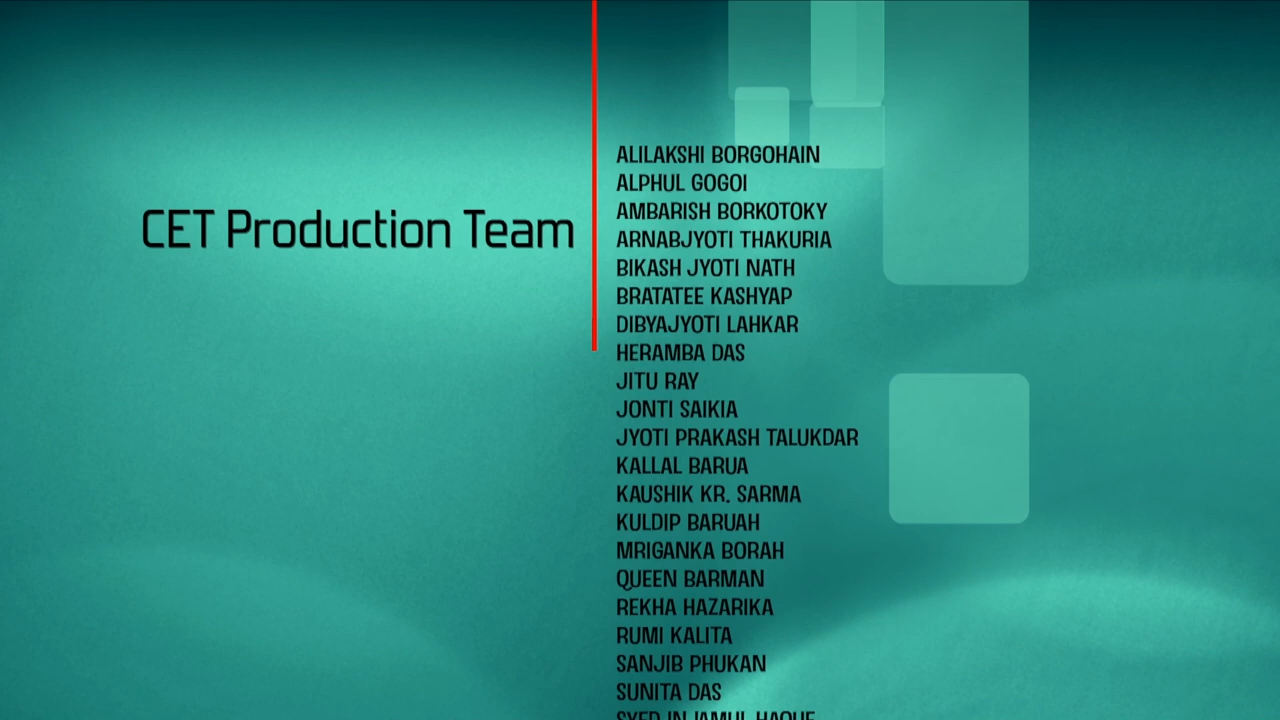 CET Production Team
ALILAKSHI BORGOHAIN
ALPHUL GOGOI
AMBARISH BORKOTOKY
ARNABJYOTI THAKURIA
BIKASH JYOTI NATH
BRATATEE KASHYAP
DIBYAJYOTI LAHKAR
HERAMBA DAS
JITU RAY
JONTI SAIKIA
JYOTI PRAKASH TALUKDAR
KALLAL BARUA
KAUSHIK KR. SARMA
KULDIP BARUAH
MRIGANKA BORAH
QUEEN BARMAN
REKHA HAZARIKA
RUMI KALITA
SANJIB PHUKAN
SUNITA DAS